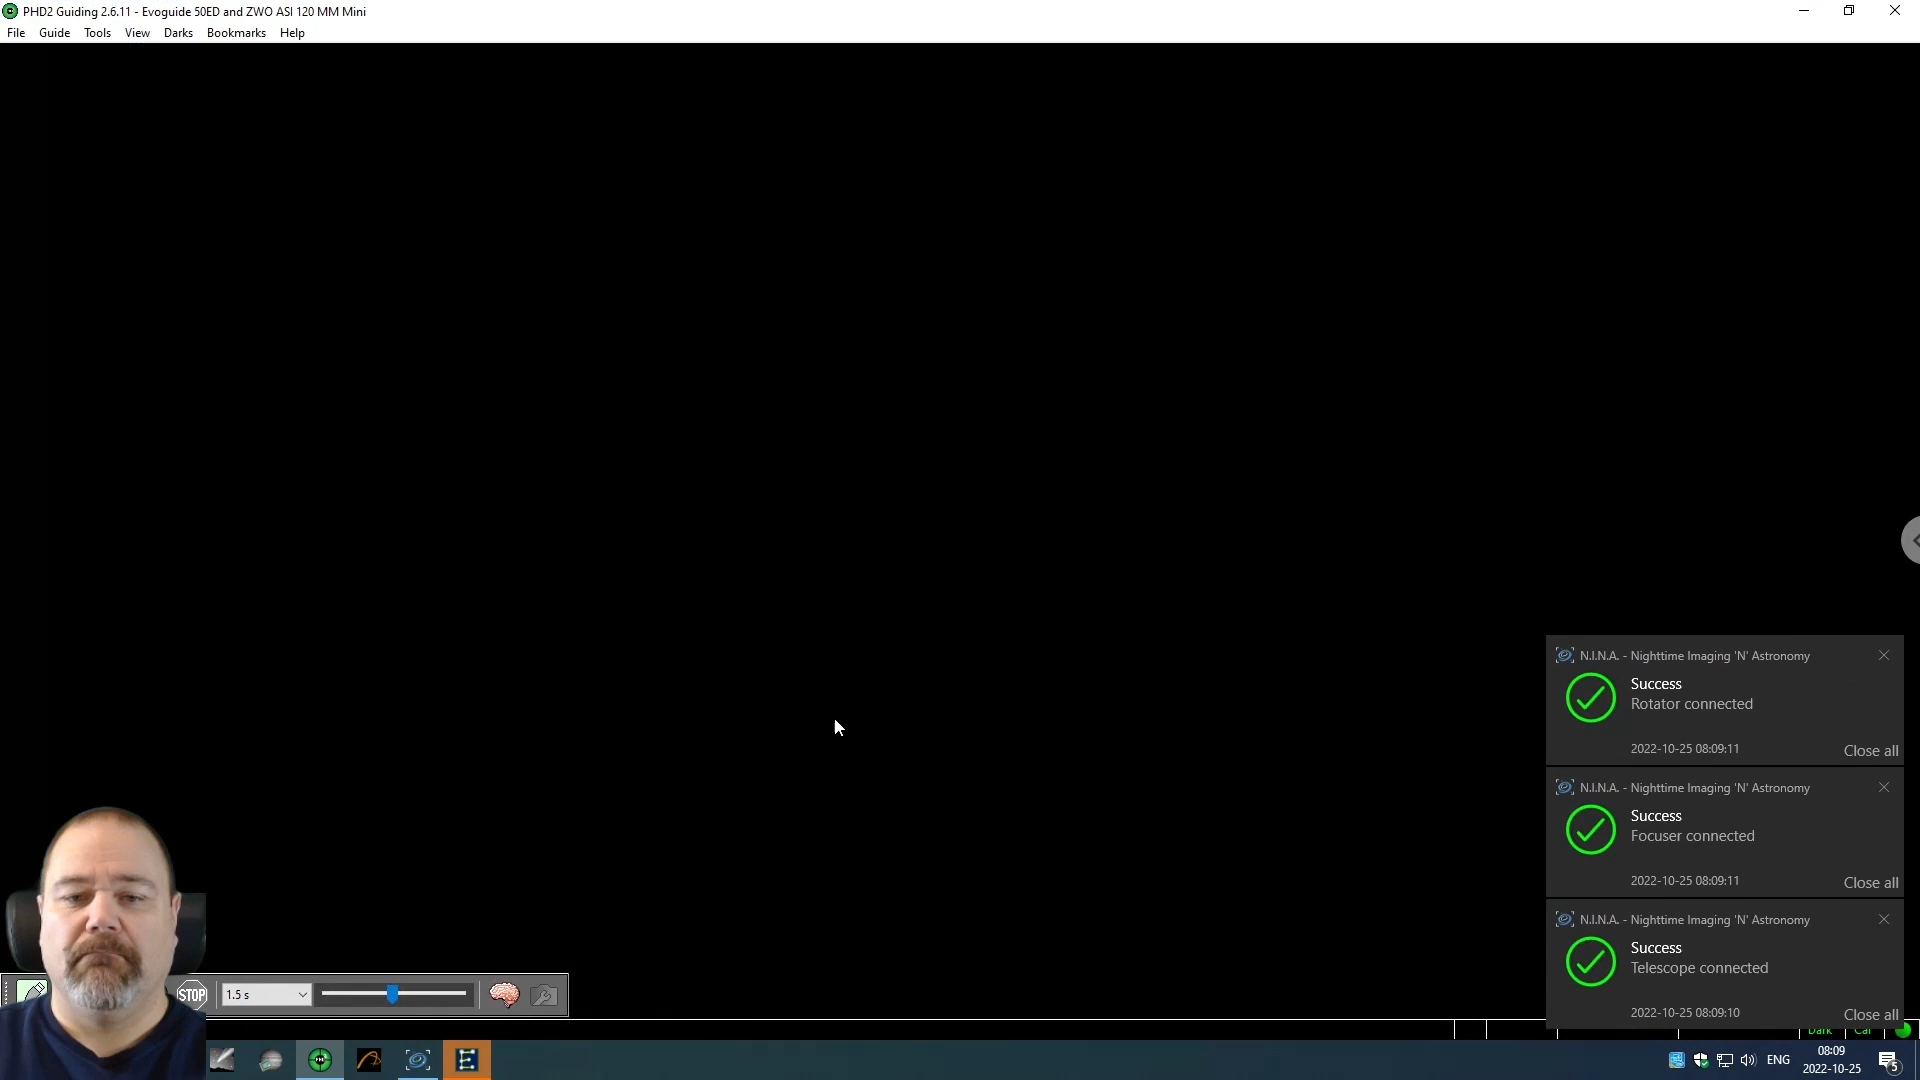 PHD2 Guiding 2.6.11 - Evoguide 50ED and ZWO ASI 120 MM Mini
File Guide Tools View Darks Bookmarks Help
N.I.N.A. - Nighttime Imaging 'N' Astronomy
Success
Rotator connected
2022-10-25 08:09:11
Close all
N.I.N.A. - Nighttime Imaging 'N' Astronomy
Success
Focuser connected
2022-10-25 08:09:11
Close all
N.I.N.A. - Nighttime Imaging 'N' Astronomy
Success
Telescope connected
2022-10-25 08:09:10
Close all
STOP
1.5 s
Dark Cal
ENG
08:09
2022-10-25
5